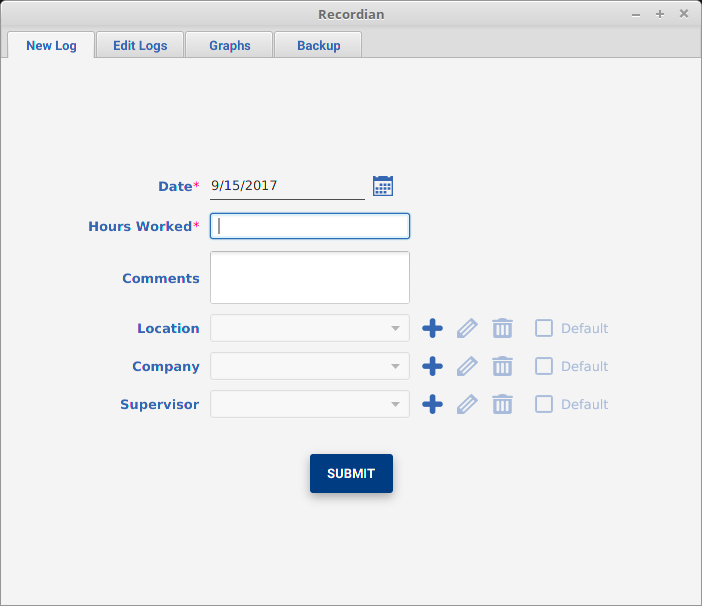 Recordian
New Log Edit Logs Graphs Backup
Date* 9/15/2017
Hours Worked*
Comments
Location Default
Company Default
Supervisor Default
SUBMIT